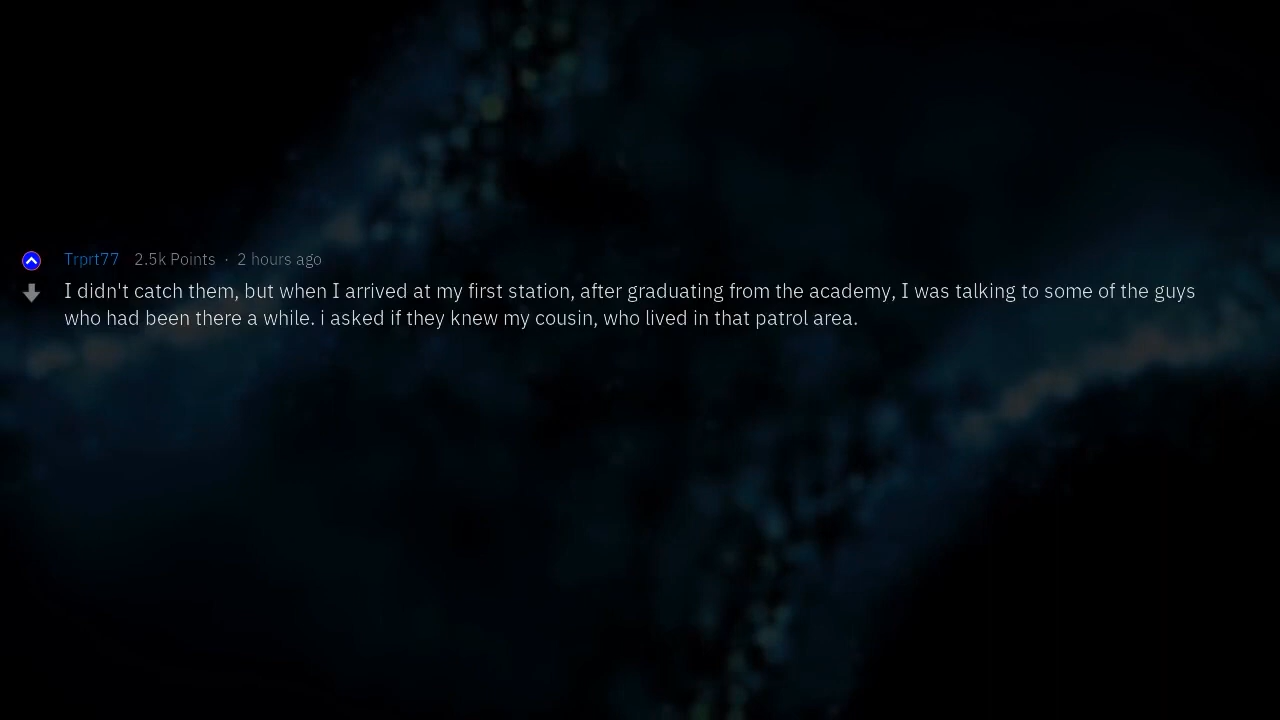 Trprt77 2.5k Points · 2 hours ago
I didn't catch them, but when I arrived at my first station, after graduating from the academy, I was talking to some of the guys
who had been there a while. i asked if they knew my cousin, who lived in that patrol area.